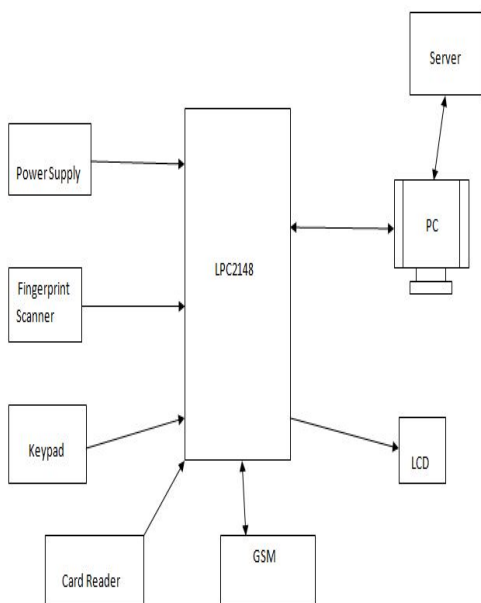 Server
Power Supply
PC
LPC2148
Fingerprint
Scanner
Keypad
LCD
GSM
Card Reader